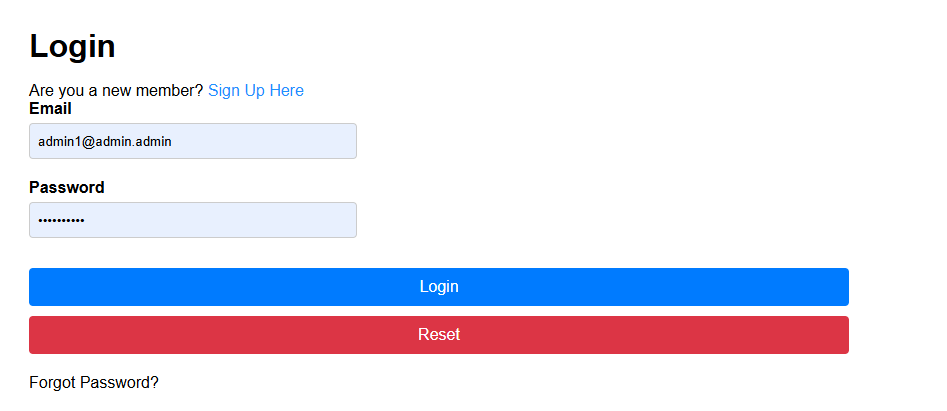 Login
Are you a new member? Sign Up Here
Email
admin1@admin.admin
Password
••••••••••
Login
Reset
Forgot Password?